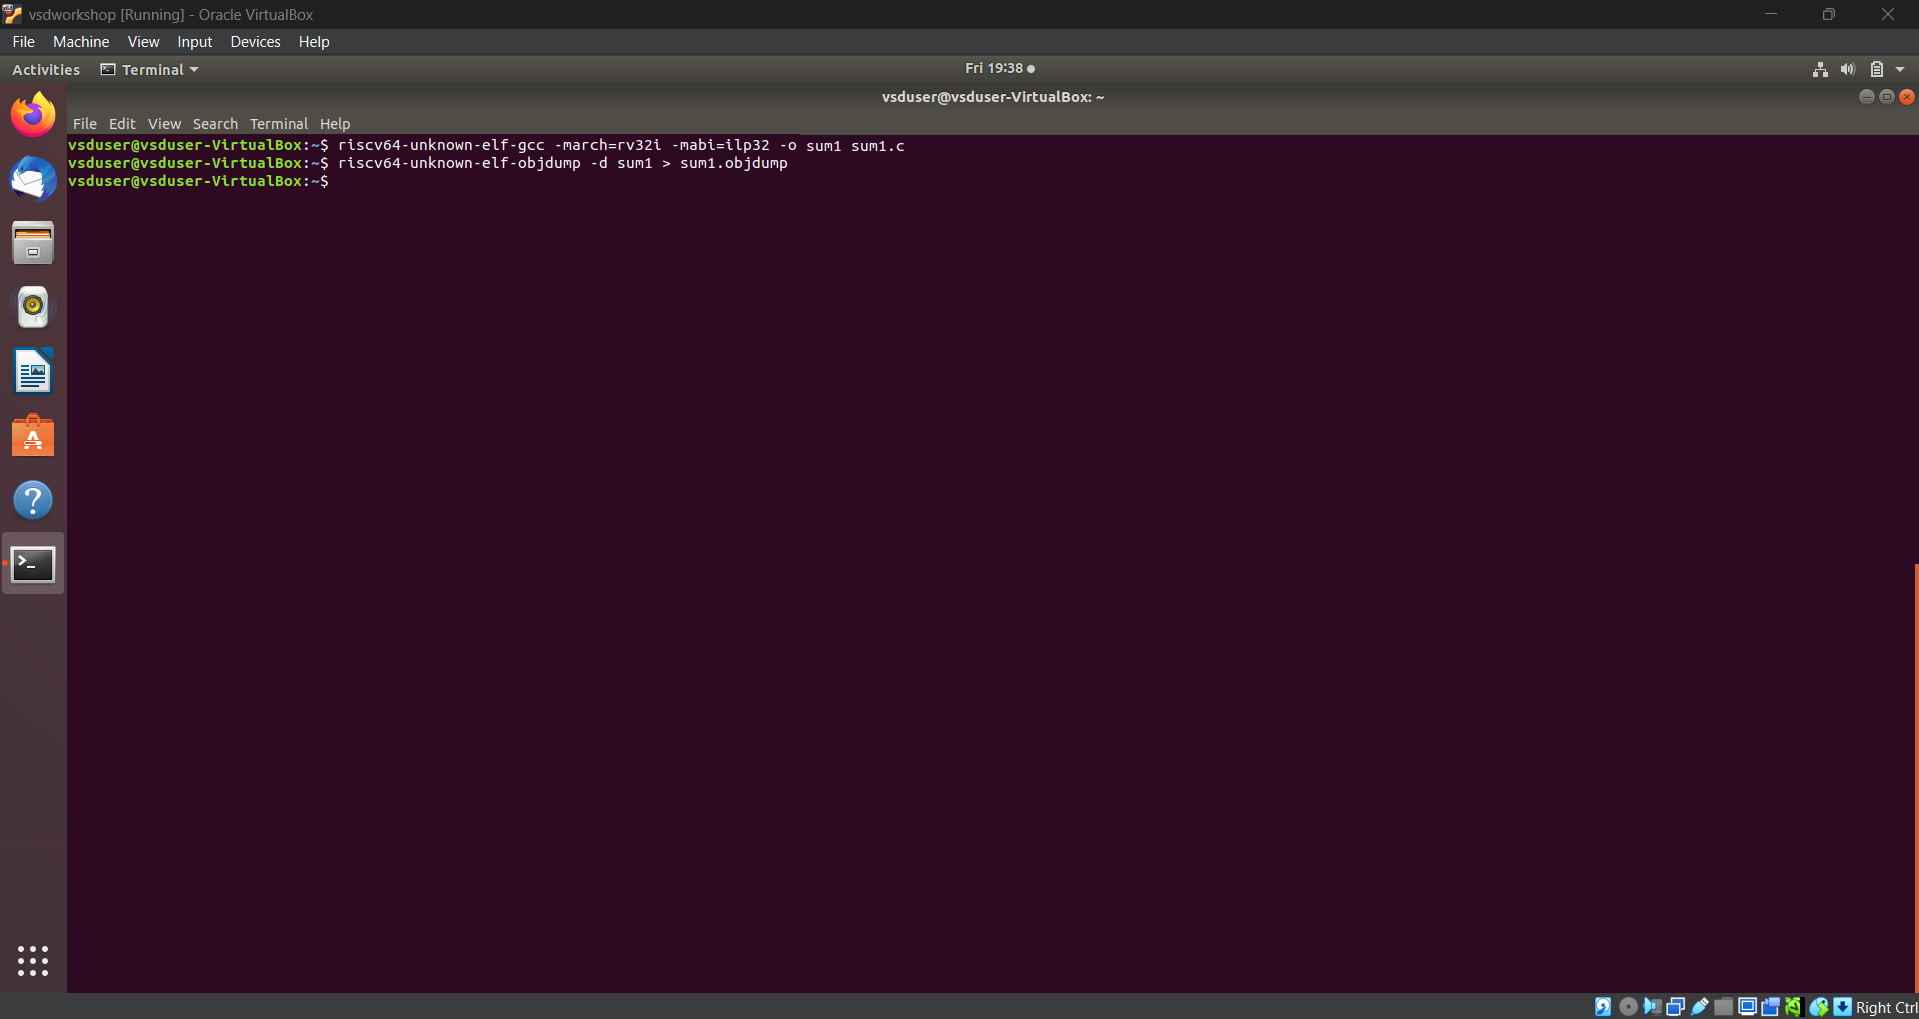 vsdworkshop [Running] - Oracle VirtualBox
File Machine View Input Devices Help
Activities Terminal Fri 19:38
vsduser@vsduser-VirtualBox: ~
File Edit View Search Terminal Help
vsduser@vsduser-VirtualBox:~$ riscv64-unknown-elf-gcc -march=rv32i -mabi=ilp32 -o sum1 sum1.c
vsduser@vsduser-VirtualBox:~$ riscv64-unknown-elf-objdump -d sum1 > sum1.objdump
vsduser@vsduser-VirtualBox:~$
Right Ctrl